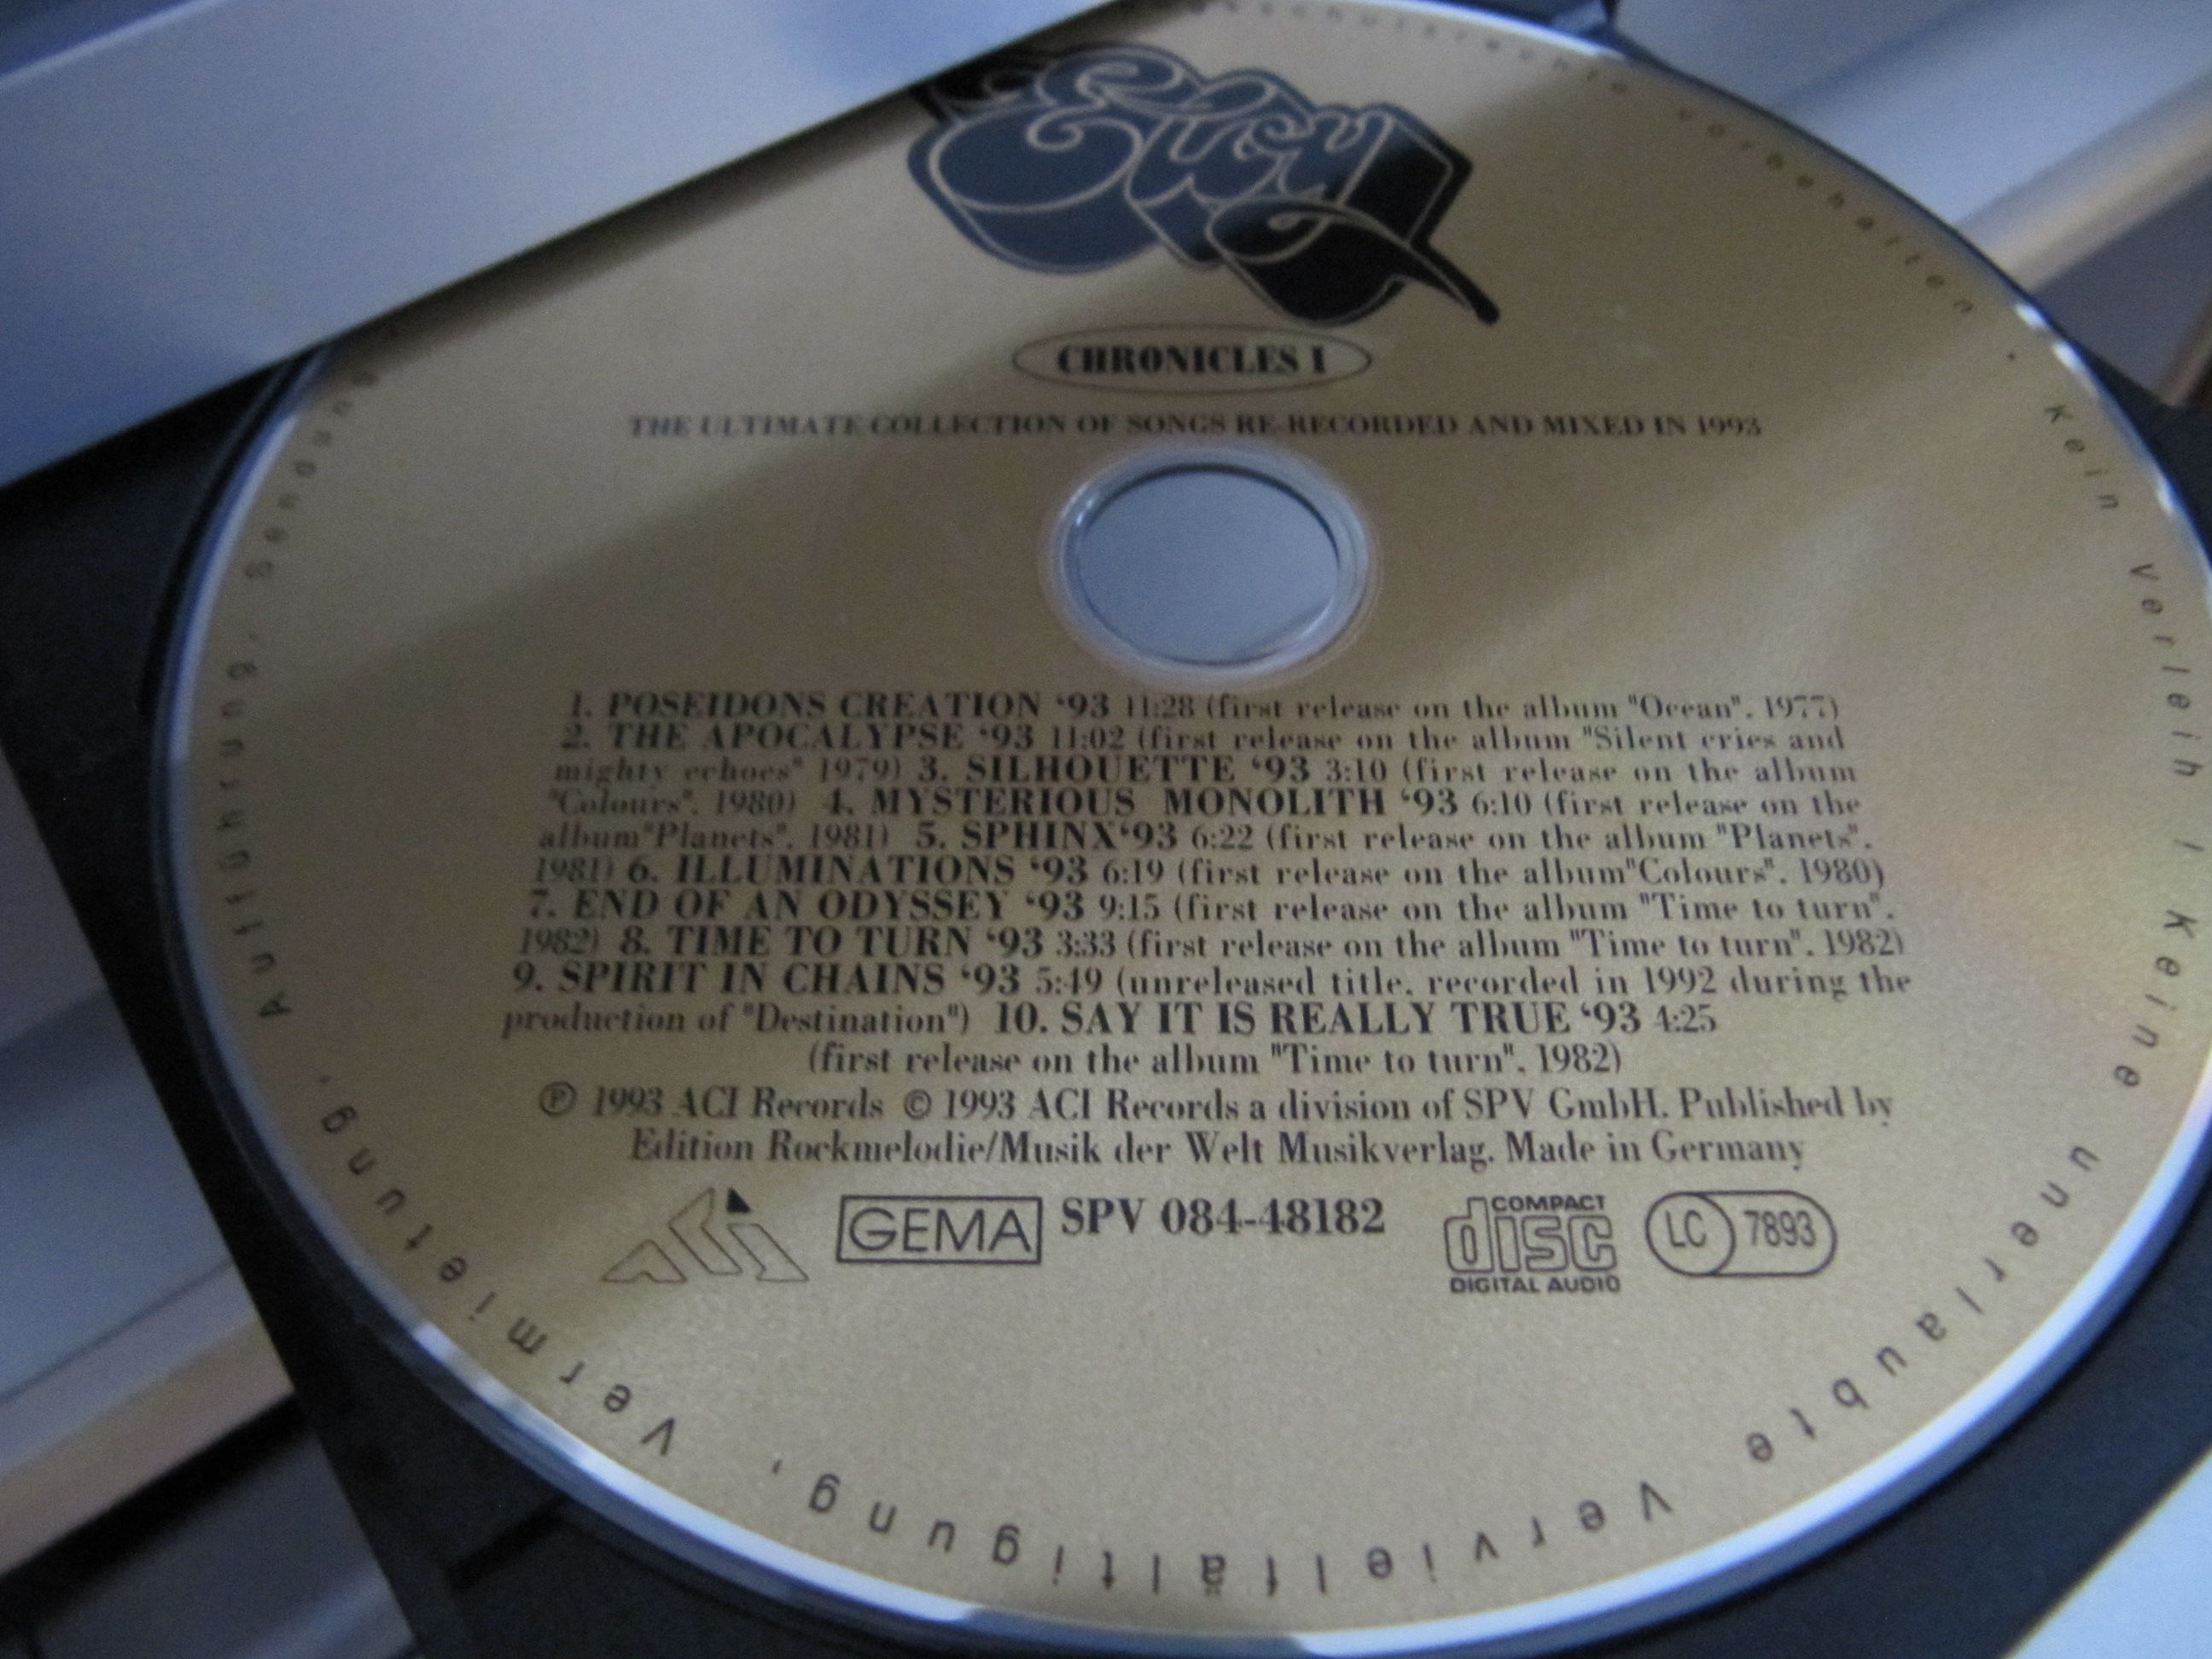 Eloy
CHRONICLES I
THE ULTIMATE COLLECTION OF SONGS RE-RECORDED AND MIXED IN 1993
1. POSEIDONS CREATION ‘93 11:28 (first release on the album "Ocean", 1977)
2. THE APOCALYPSE ‘93 11:02 (first release on the album "Silent cries and
mighty echoes" 1979) 3. SILHOUETTE ‘93 3:10 (first release on the album
"Colours", 1980) 4. MYSTERIOUS MONOLITH ‘93 6:10 (first release on the
album"Planets", 1981) 5. SPHINX‘93 6:22 (first release on the album "Planets",
1981) 6. ILLUMINATIONS ‘93 6:19 (first release on the album"Colours", 1980)
7. END OF AN ODYSSEY ‘93 9:15 (first release on the album "Time to turn",
1982) 8. TIME TO TURN ‘93 3:33 (first release on the album "Time to turn", 1982)
9. SPIRIT IN CHAINS ‘93 5:49 (unreleased title, recorded in 1992 during the
production of "Destination") 10. SAY IT IS REALLY TRUE ‘93 4:25
(first release on the album "Time to turn", 1982)
℗ 1993 ACI Records © 1993 ACI Records a division of SPV GmbH. Published by
Edition Rockmelodie/Musik der Welt Musikverlag. Made in Germany
GEMA SPV 084-48182 COMPACT disc DIGITAL AUDIO LC 7893
vorbehalten. Kein Verleih! Keine unerlaubte Vervielfältigung, Vermietung, Aufführung, Sendung